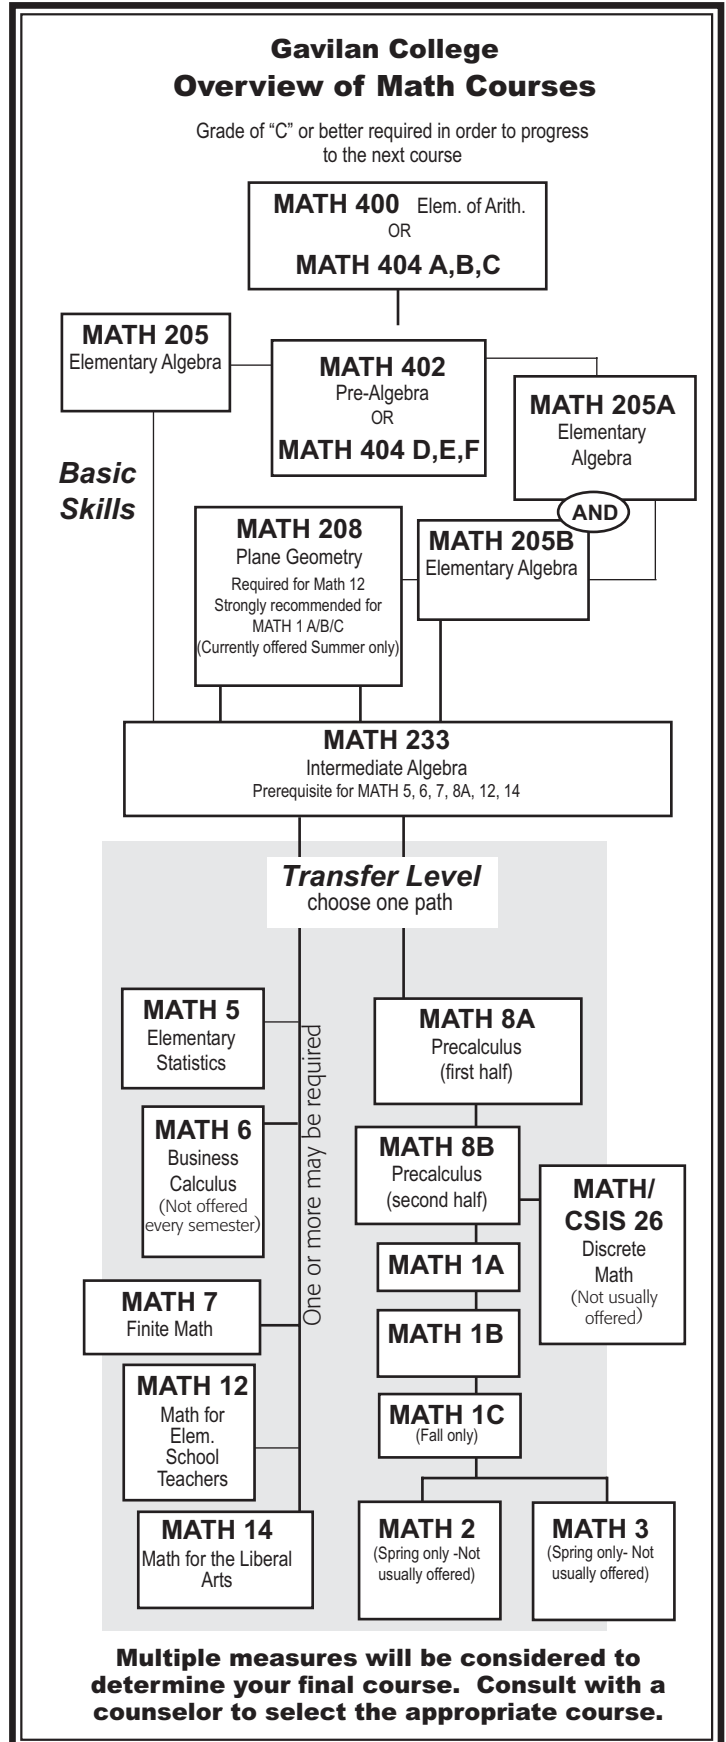 Gavilan College
Overview of Math Courses
Grade of “C” or better required in order to progress
to the next course
MATH 400 Elem. of Arith.
OR
MATH 404 A,B,C
MATH 205
Elementary Algebra
MATH 402
Pre-Algebra
OR
MATH 404 D,E,F
MATH 205A
Elementary
Algebra
Basic
Skills
AND
MATH 208
Plane Geometry
Required for Math 12
Strongly recommended for
MATH 1 A/B/C
(Currently offered Summer only)
MATH 205B
Elementary Algebra
MATH 233
Intermediate Algebra
Prerequisite for MATH 5, 6, 7, 8A, 12, 14
Transfer Level
choose one path
MATH 5
Elementary
Statistics
MATH 6
Business
Calculus
(Not offered
every semester)
MATH 7
Finite Math
MATH 12
Math for
Elem.
School
Teachers
MATH 14
Math for the Liberal
Arts
One or more may be required
MATH 8A
Precalculus
(first half)
MATH 8B
Precalculus
(second half)
MATH/
CSIS 26
Discrete
Math
(Not usually
offered)
MATH 1A
MATH 1B
MATH 1C
(Fall only)
MATH 2
(Spring only -Not
usually offered)
MATH 3
(Spring only- Not
usually offered)
Multiple measures will be considered to
determine your final course. Consult with a
counselor to select the appropriate course.